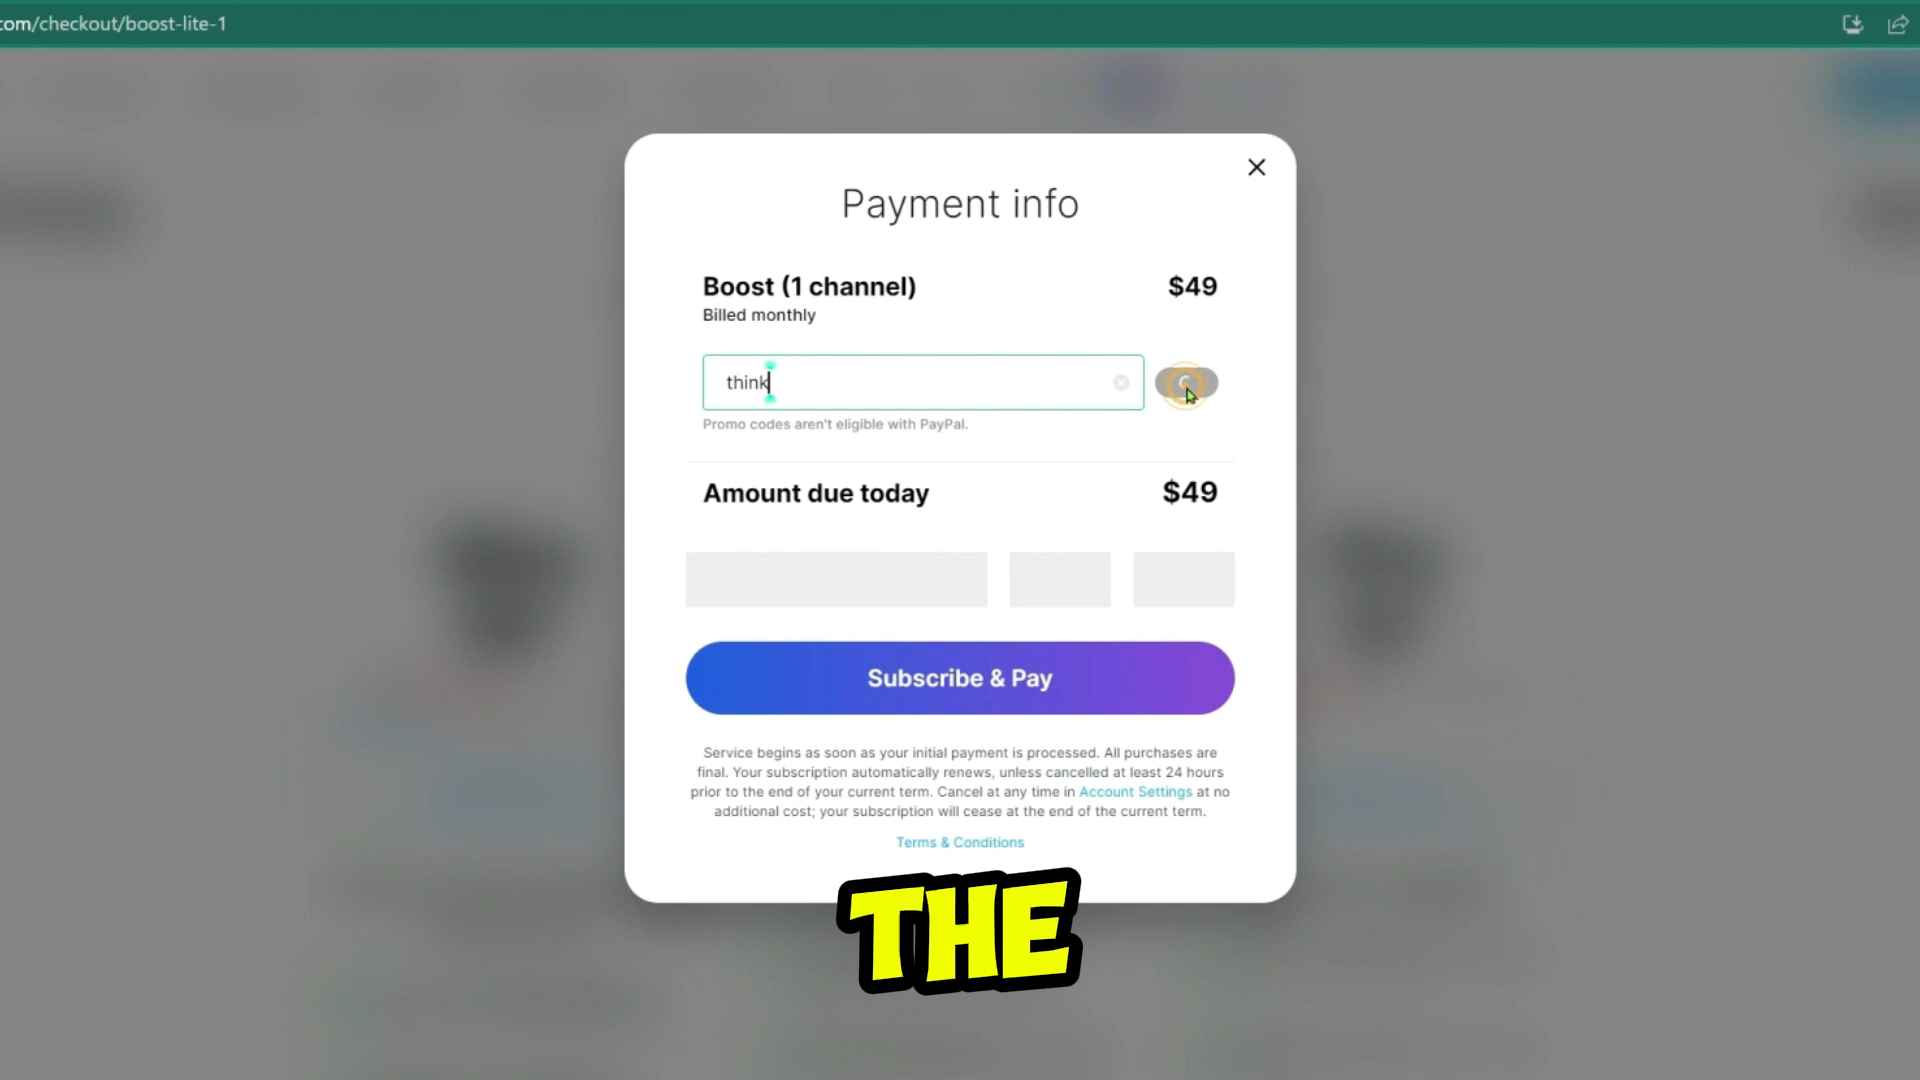 com/checkout/boost-lite-1
Payment info
Boost (1 channel) $49
Billed monthly
think
Promo codes aren't eligible with PayPal.
Amount due today $49
Subscribe & Pay
Service begins as soon as your initial payment is processed. All purchases are
final. Your subscription automatically renews, unless cancelled at least 24 hours
prior to the end of your current term. Cancel at any time in Account Settings at no
additional cost; your subscription will cease at the end of the current term.
Terms & Conditions
THE